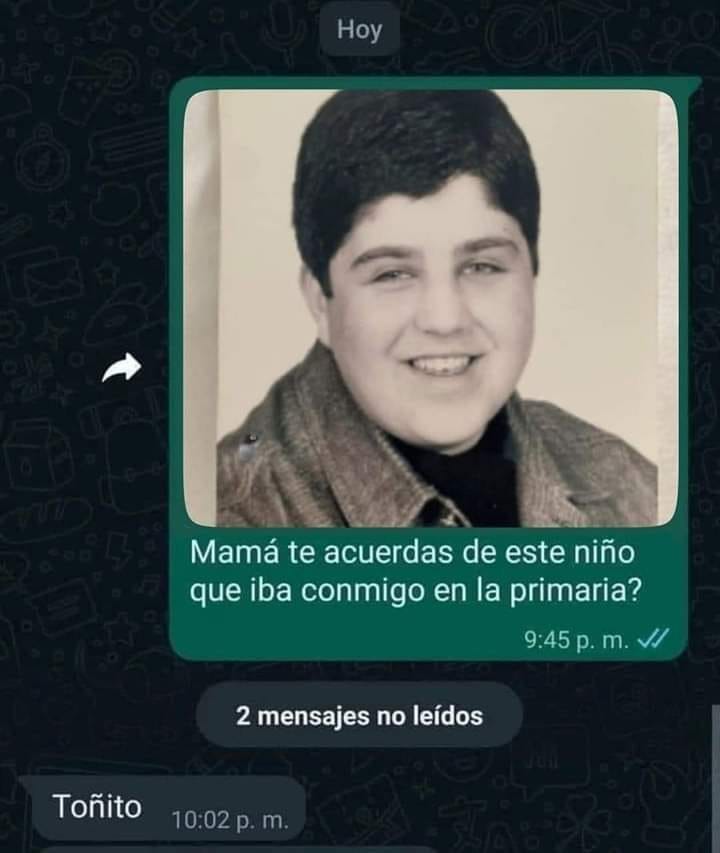 Hoy
Mamá te acuerdas de este niño
que iba conmigo en la primaria?
9:45 p. m.
2 mensajes no leídos
Toñito
10:02 p. m.